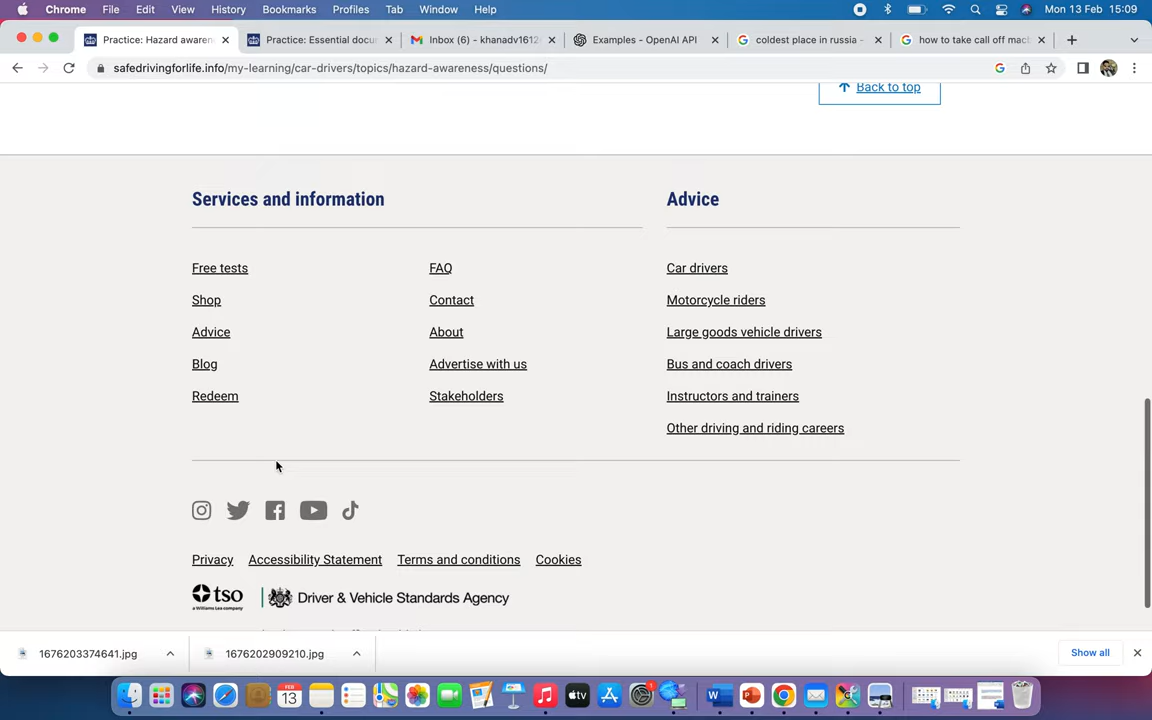 Chrome File Edit View History Bookmarks Profiles Tab Window Help Mon 13 Feb 15:09
Practice: Hazard awaren Practice: Essential docu Inbox (6) - khanadv1612 Examples - OpenAI API coldest place in russia - how to take call off macb
safedrivingforlife.info/my-learning/car-drivers/topics/hazard-awareness/questions/
Back to top
Services and information Advice
Free tests FAQ Car drivers
Shop Contact Motorcycle riders
Advice About Large goods vehicle drivers
Blog Advertise with us Bus and coach drivers
Redeem Stakeholders Instructors and trainers
Other driving and riding careers
Privacy Accessibility Statement Terms and conditions Cookies
tso Driver & Vehicle Standards Agency
a Williams Lea company
1676203374641.jpg 1676202909210.jpg Show all
FEB
13
1